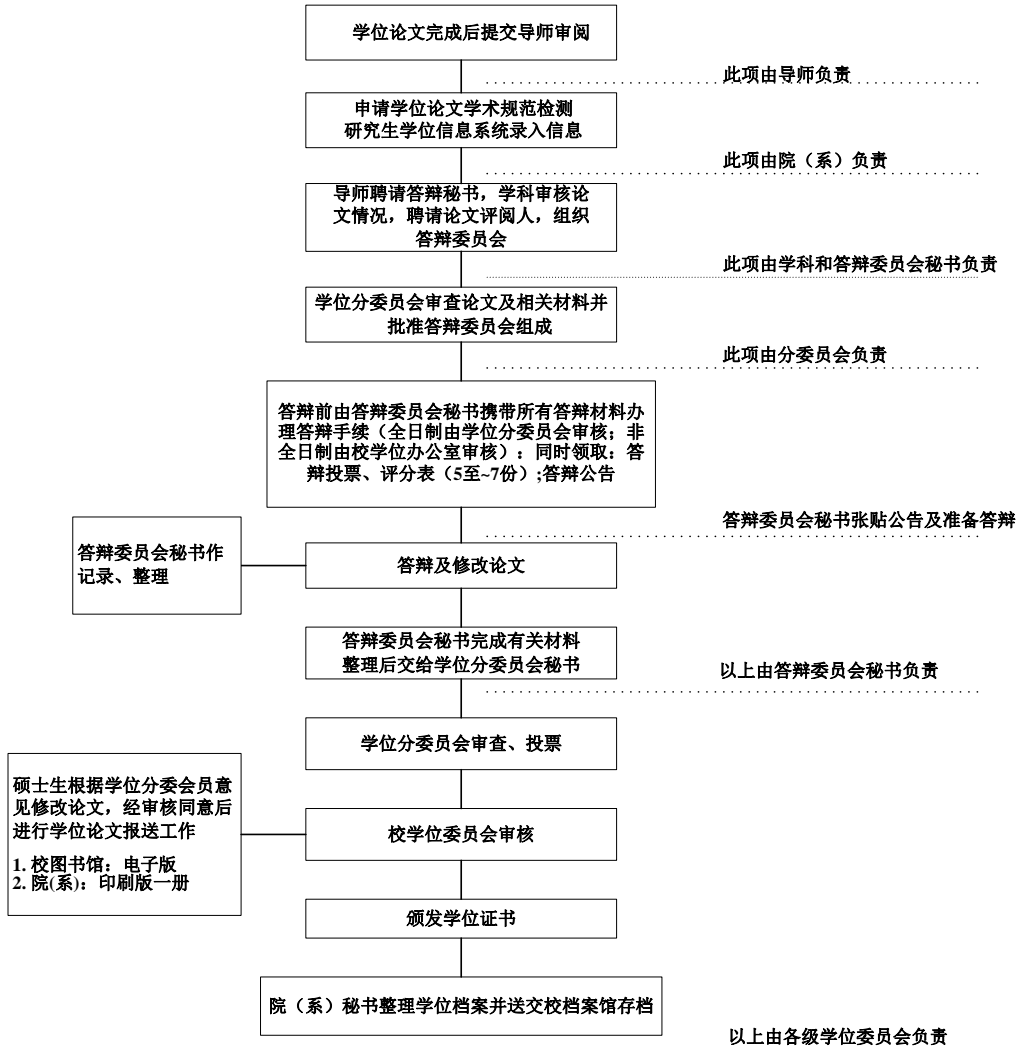 学位论文完成后提交导师审阅
此项由导师负责
申请学位论文学术规范检测
研究生学位信息系统录入信息
此项由院（系）负责
导师聘请答辩秘书，学科审核论
文情况，聘请论文评阅人，组织
答辩委员会
此项由学科和答辩委员会秘书负责
学位分委员会审查论文及相关材料并
批准答辩委员会组成
此项由分委员会负责
答辩前由答辩委员会秘书携带所有答辩材料办
理答辩手续（全日制由学位分委员会审核；非
全日制由校学位办公室审核）：同时领取：答
辩投票、评分表（5至~7份）;答辩公告
答辩委员会秘书张贴公告及准备答辩
答辩委员会秘书作
记录、整理
答辩及修改论文
答辩委员会秘书完成有关材料
整理后交给学位分委员会秘书
以上由答辩委员会秘书负责
学位分委员会审查、投票
硕士生根据学位分委会员意
见修改论文，经审核同意后
进行学位论文报送工作
1. 校图书馆：电子版
2. 院(系)：印刷版一册
校学位委员会审核
颁发学位证书
院（系）秘书整理学位档案并送交校档案馆存档
以上由各级学位委员会负责